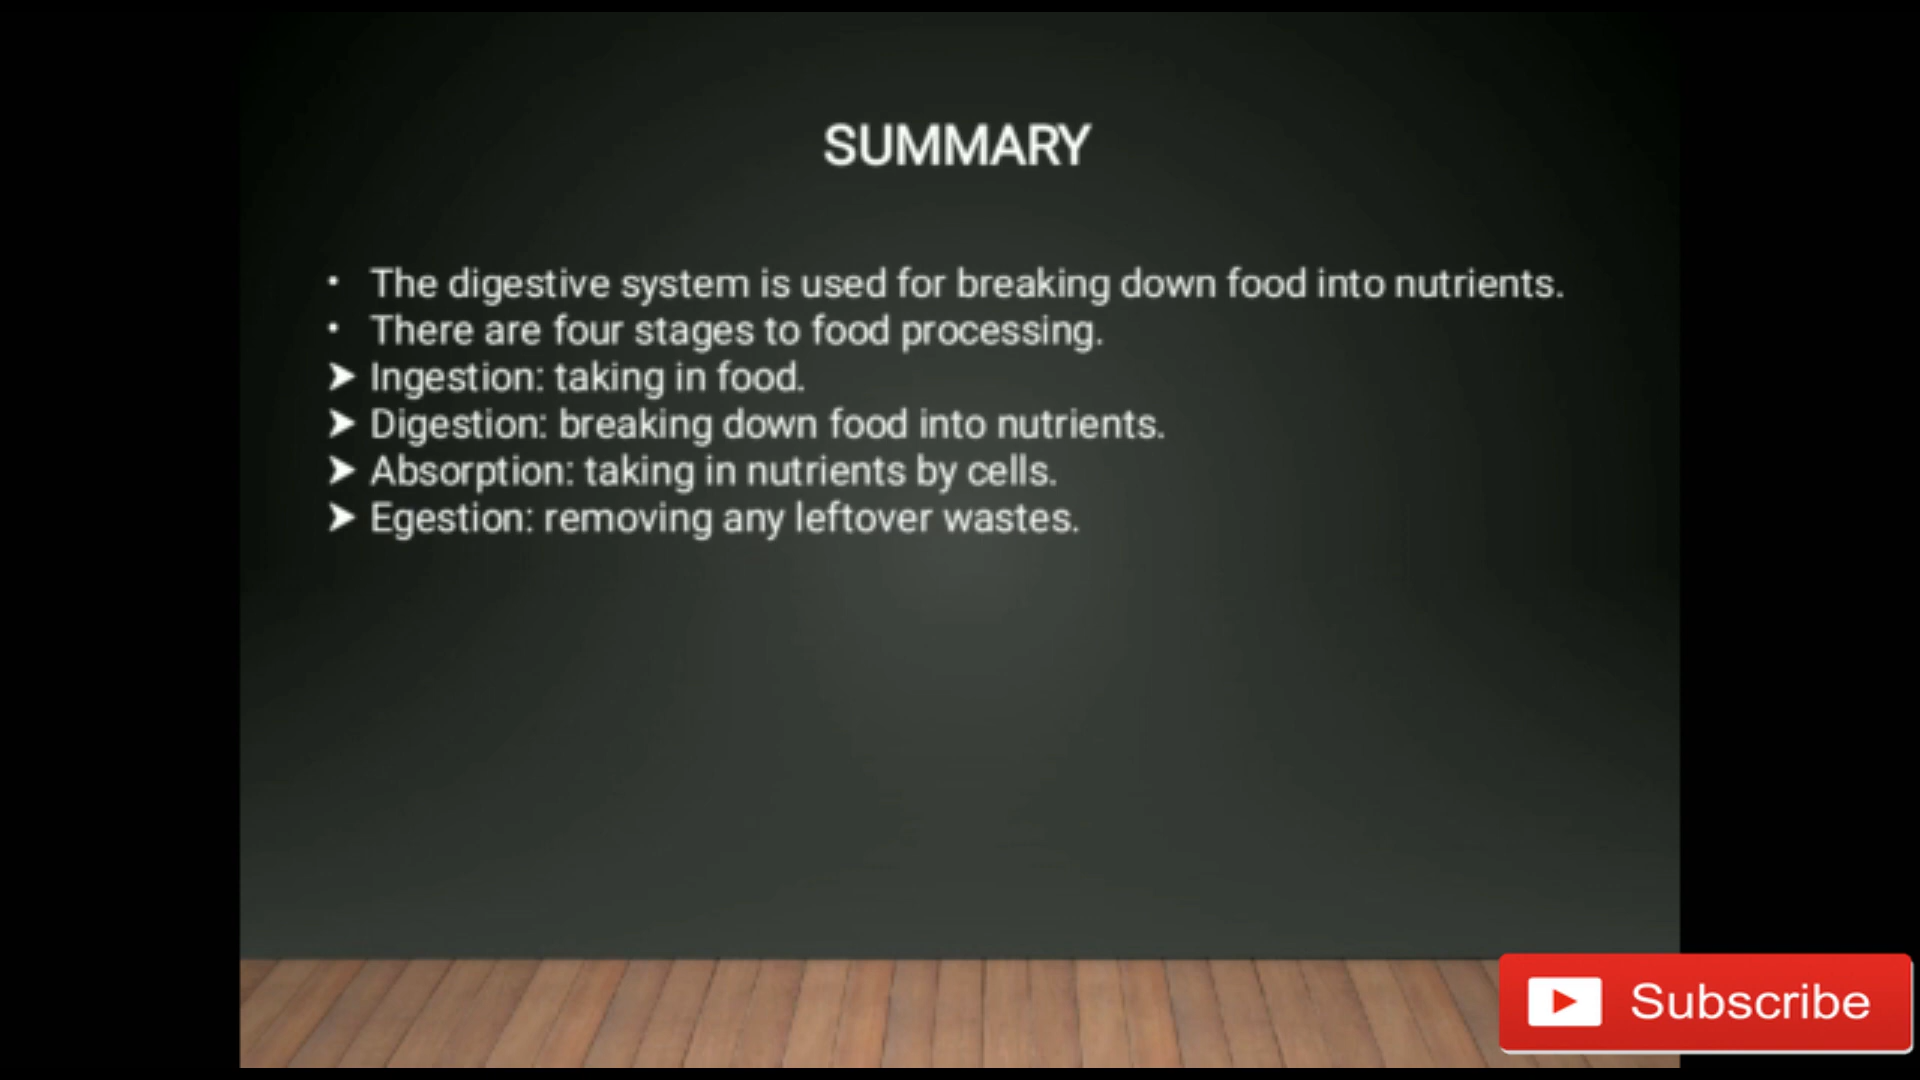 SUMMARY
• The digestive system is used for breaking down food into nutrients.
• There are four stages to food processing.
➤ Ingestion: taking in food.
➤ Digestion: breaking down food into nutrients.
➤ Absorption: taking in nutrients by cells.
➤ Egestion: removing any leftover wastes.
Subscribe